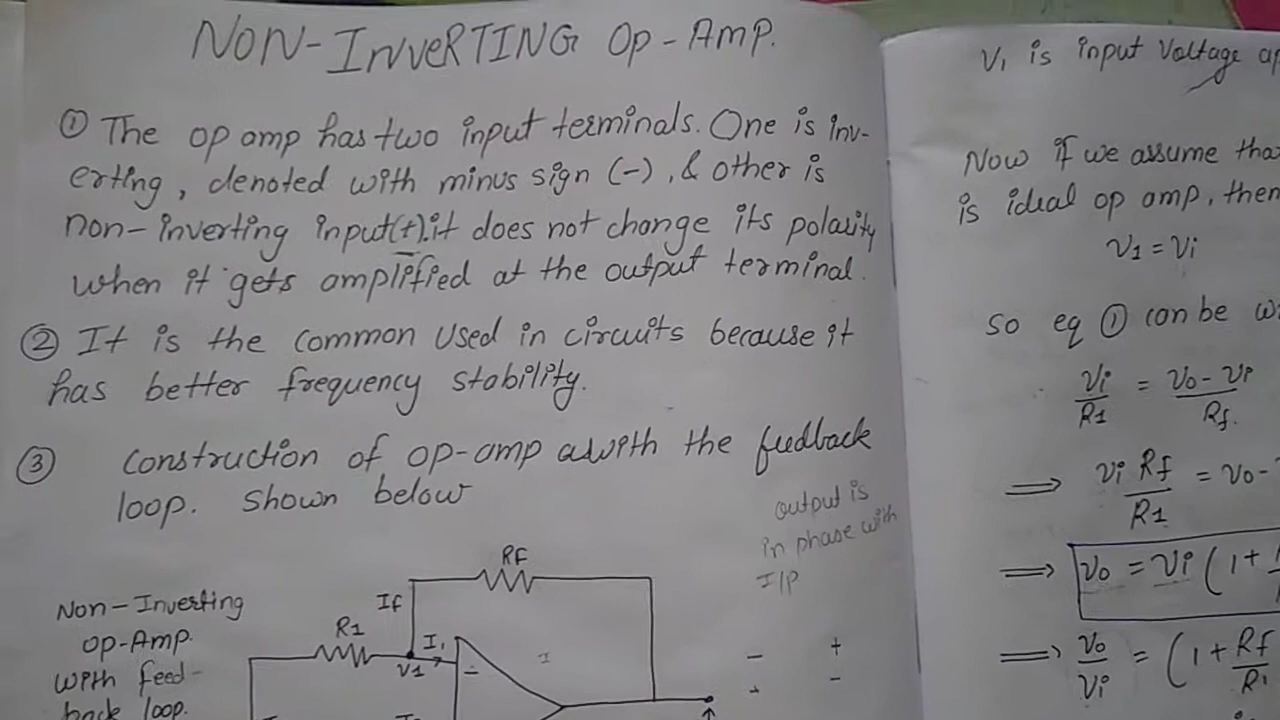 NON-INVERTING OP-AMP.
① The op amp has two input terminals. One is inv-
erting, denoted with minus sign (-), & other is
non-inverting input(+). it does not change its polarity
when it gets amplified at the output terminal.
② It is the common used in circuits because it
has better frequency stability.
③ Construction of op-amp with the feedback
loop. Shown below
output is
in phase with
I/P
RF
Non-Inverting
Op-Amp.
with feed-
back loop.
If
R1
I1
V1
-
I
- +
+ -
V1 is input Voltage
Now if we assume
is ideal op amp, then
V1 = Vi
So eq ① can be
Vi/R1 = Vo - Vi/Rf.
⟹ Vi Rf/R1 = Vo -
⟹ Vo = Vi (1 +
⟹ Vo/Vi = (1 + Rf/R1